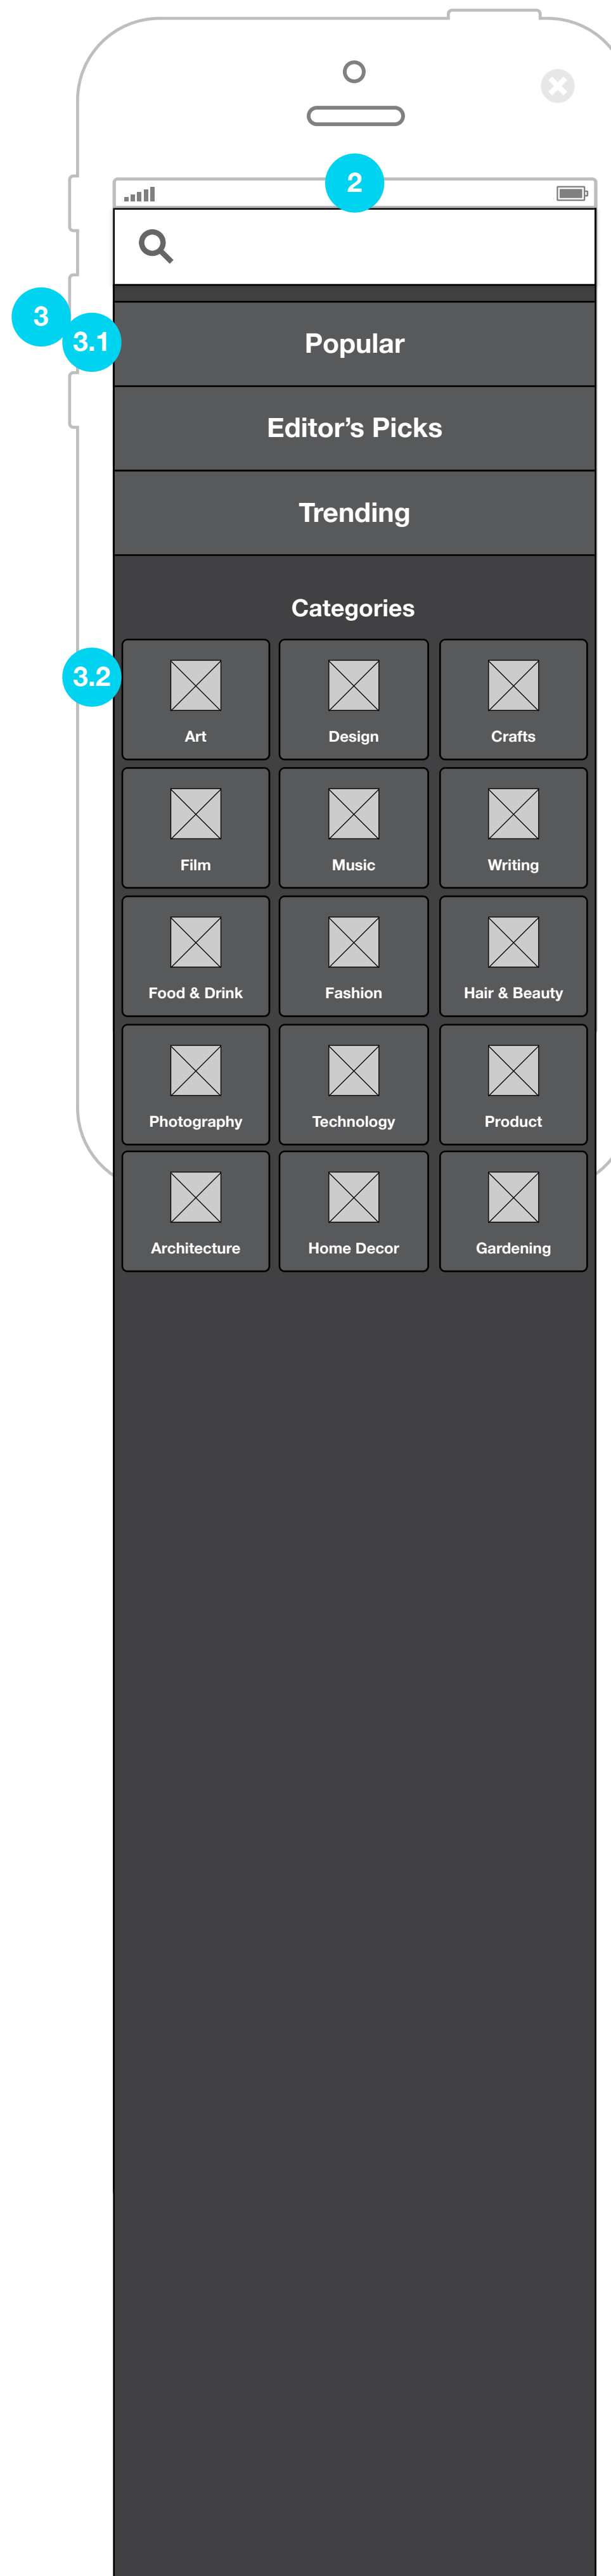 2
3
3.1
Popular
Editor’s Picks
Trending
Categories
3.2
Art
Design
Crafts
Film
Music
Writing
Food & Drink
Fashion
Hair & Beauty
Photography
Technology
Product
Architecture
Home Decor
Gardening